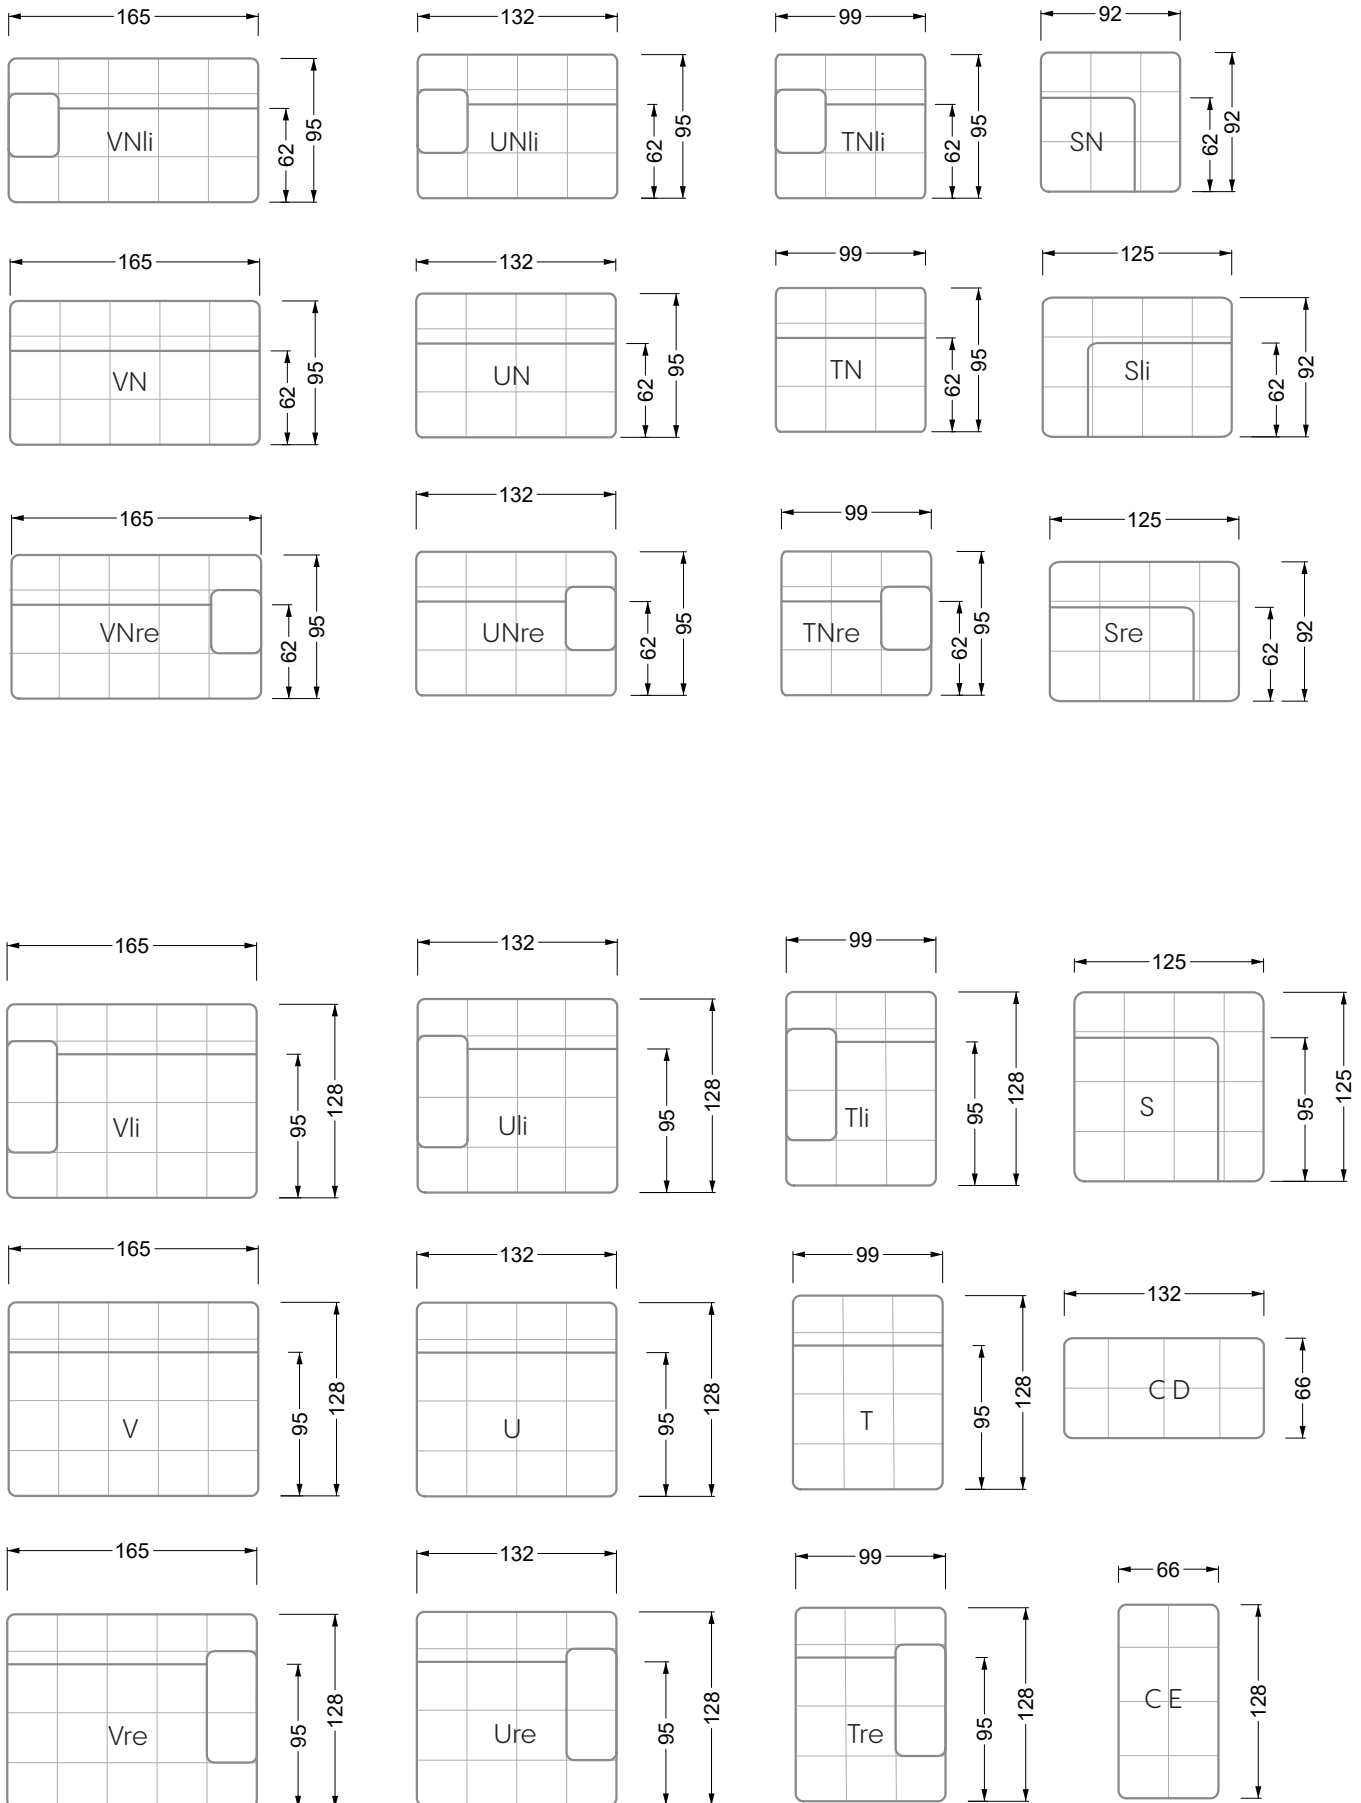 165 132 99 92
VNli 62 95 UNli 62 95 TNli 62 95 SN 62 92
165 132 99 125
VN 62 95 UN 62 95 TN 62 95 Sli 62 92
165 132 99 125
VNre 62 95 UNre 62 95 TNre 62 95 Sre 62 92
165 132 99 125
Vli 95 128 Uli 95 128 Tli 95 128 S 95 125
165 132 99 132
V 95 128 U 95 128 T 95 128 CD 66
165 132 99 66
Vre 95 128 Ure 95 128 Tre 95 128 CE 128